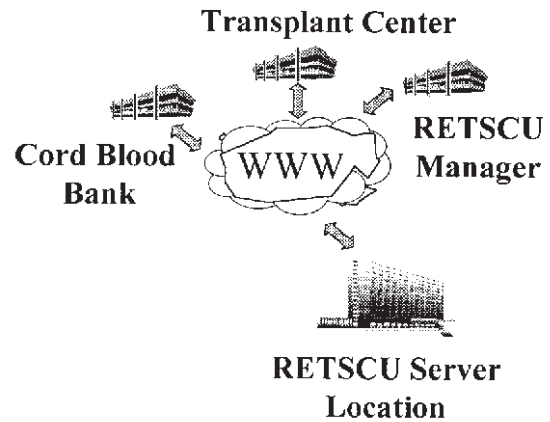 Transplant Center
Cord Blood
Bank
WWW
RETSCU
Manager
RETSCU Server
Location